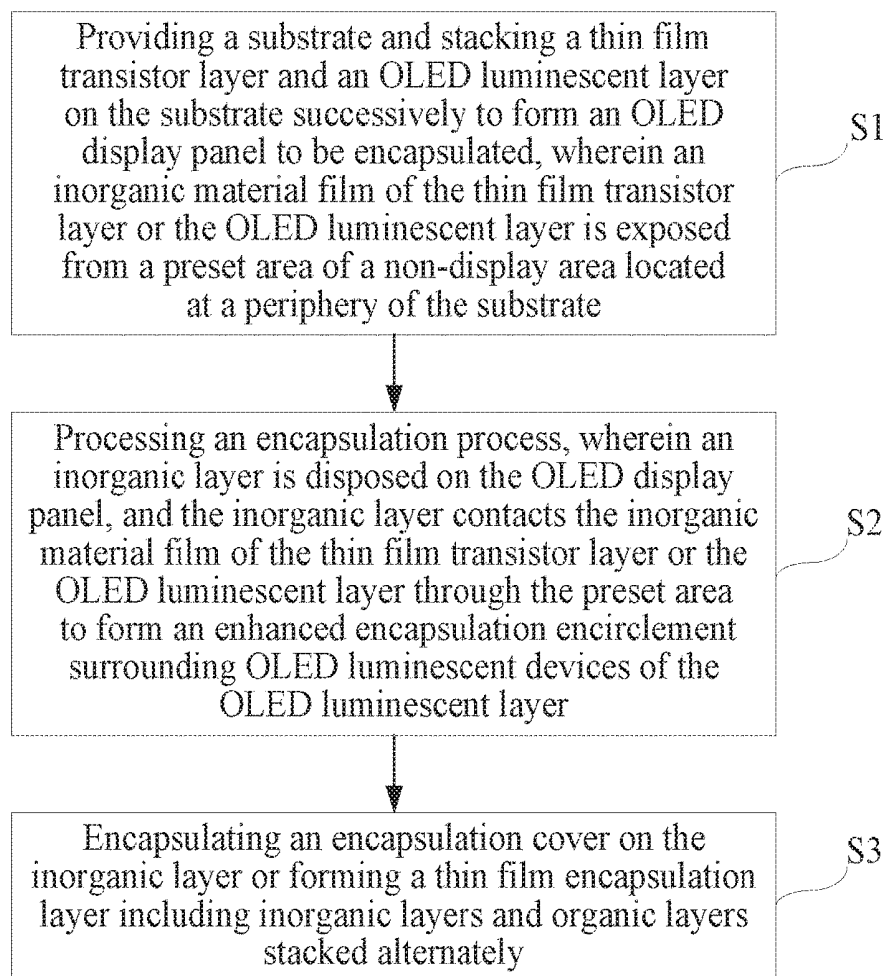 Providing a substrate and stacking a thin film
transistor layer and an OLED luminescent layer
on the substrate successively to form an OLED
display panel to be encapsulated, wherein an
inorganic material film of the thin film transistor
layer or the OLED luminescent layer is exposed
from a preset area of a non-display area located
at a periphery of the substrate
S1
Processing an encapsulation process, wherein an
inorganic layer is disposed on the OLED display
panel, and the inorganic layer contacts the inorganic
material film of the thin film transistor layer or the
OLED luminescent layer through the preset area
to form an enhanced encapsulation encirclement
surrounding OLED luminescent devices of the
OLED luminescent layer
S2
Encapsulating an encapsulation cover on the
inorganic layer or forming a thin film encapsulation
layer including inorganic layers and organic layers
stacked alternately
S3